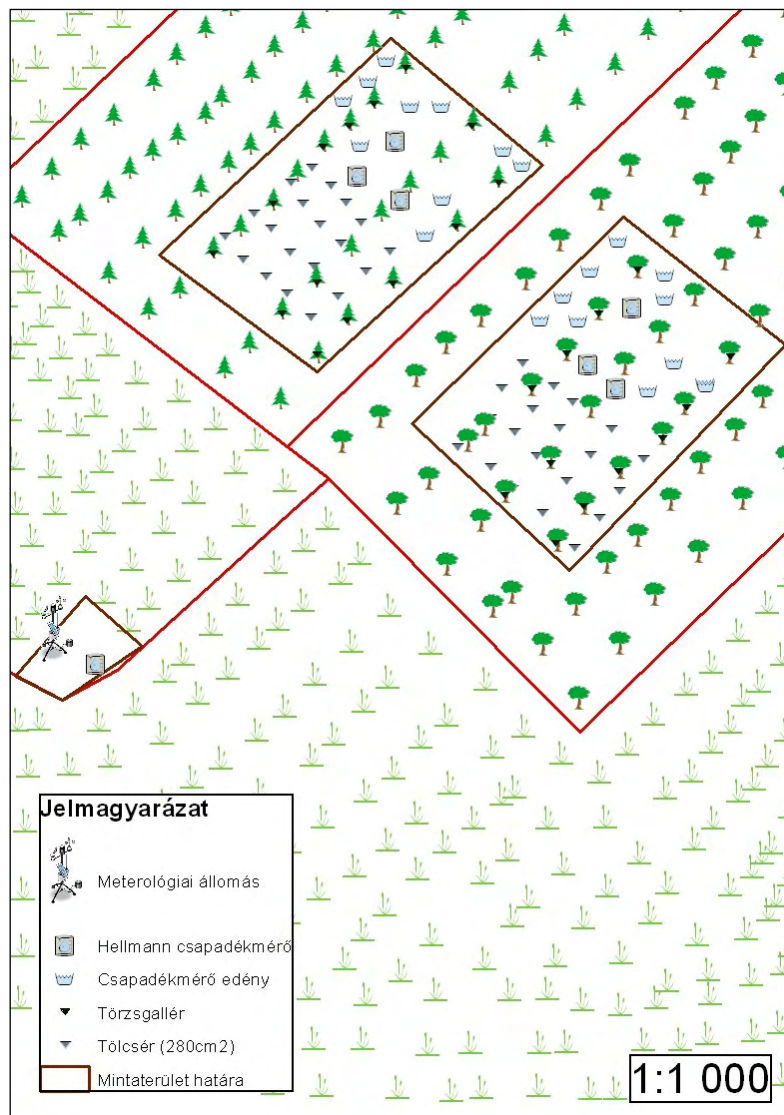 Jelmagyarázat
Meterológiai állomás
Hellmann csapadékmérő
Csapadékmérő edény
Törzsgallér
Tölcsér (280cm2)
Mintaterület határa
1:1 000